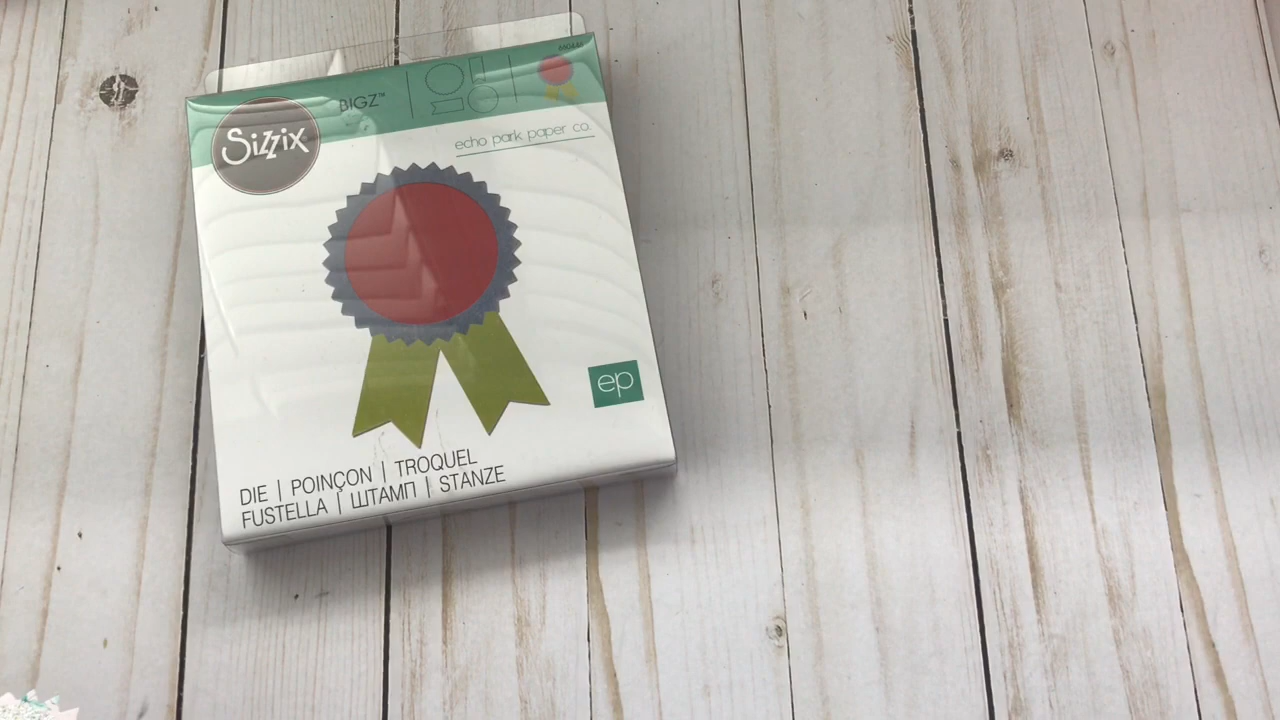 Sizzix
BIGZ™
echo park paper co.
ep
DIE | POINÇON | TROQUEL
FUSTELLA | ШТАМП | STANZE